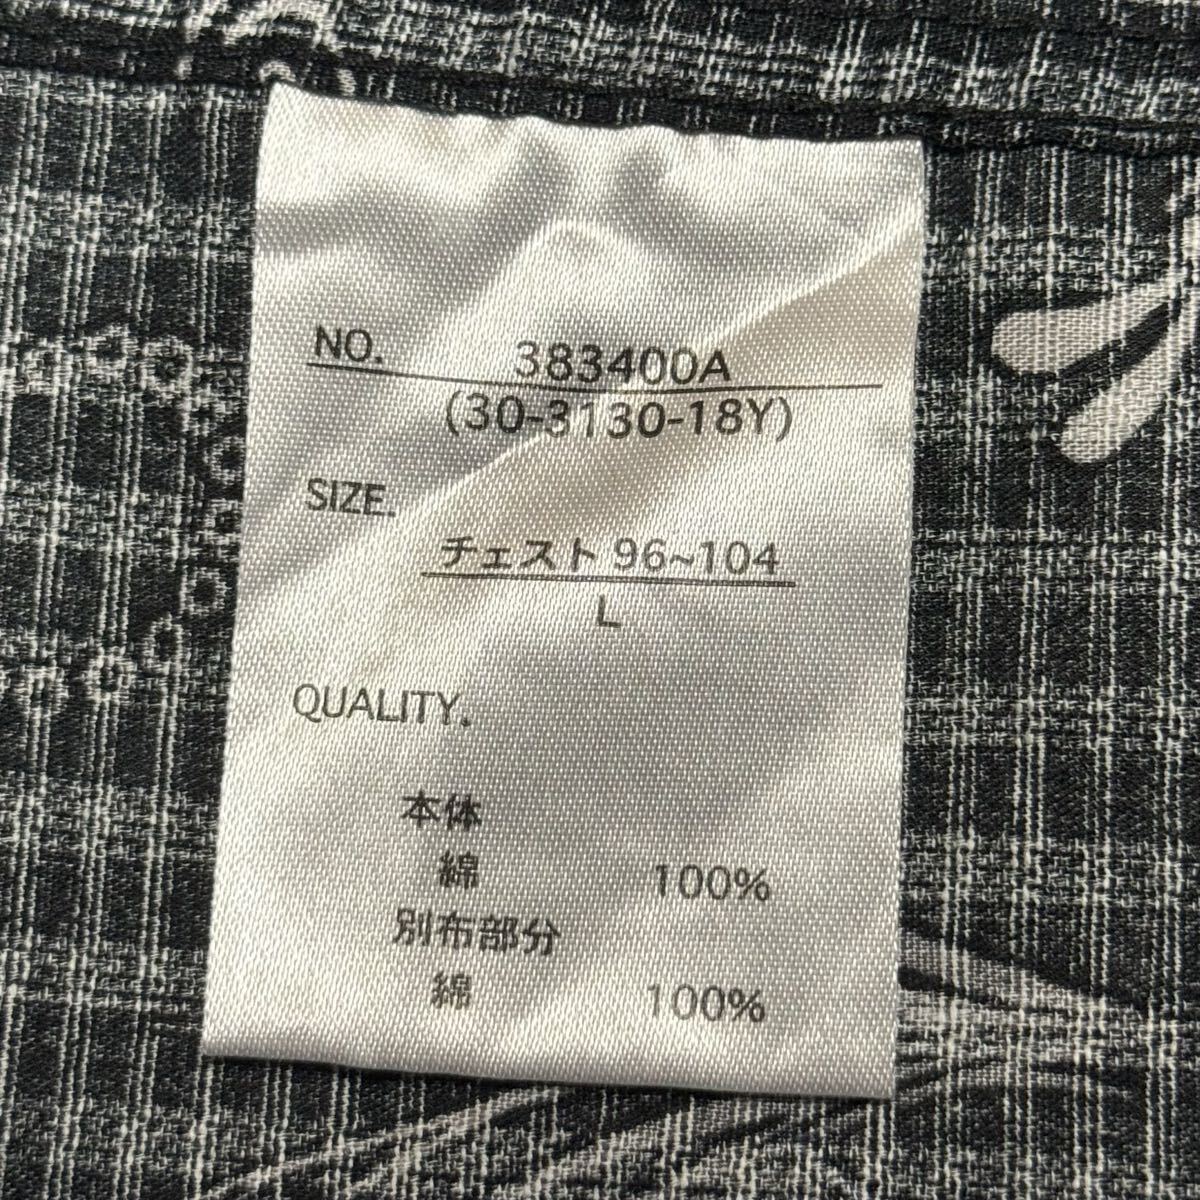 NO. 383400A
(30-3130-18Y)
SIZE.
チェスト 96~104
L
QUALITY.
本体
綿 100%
別布部分
綿 100%